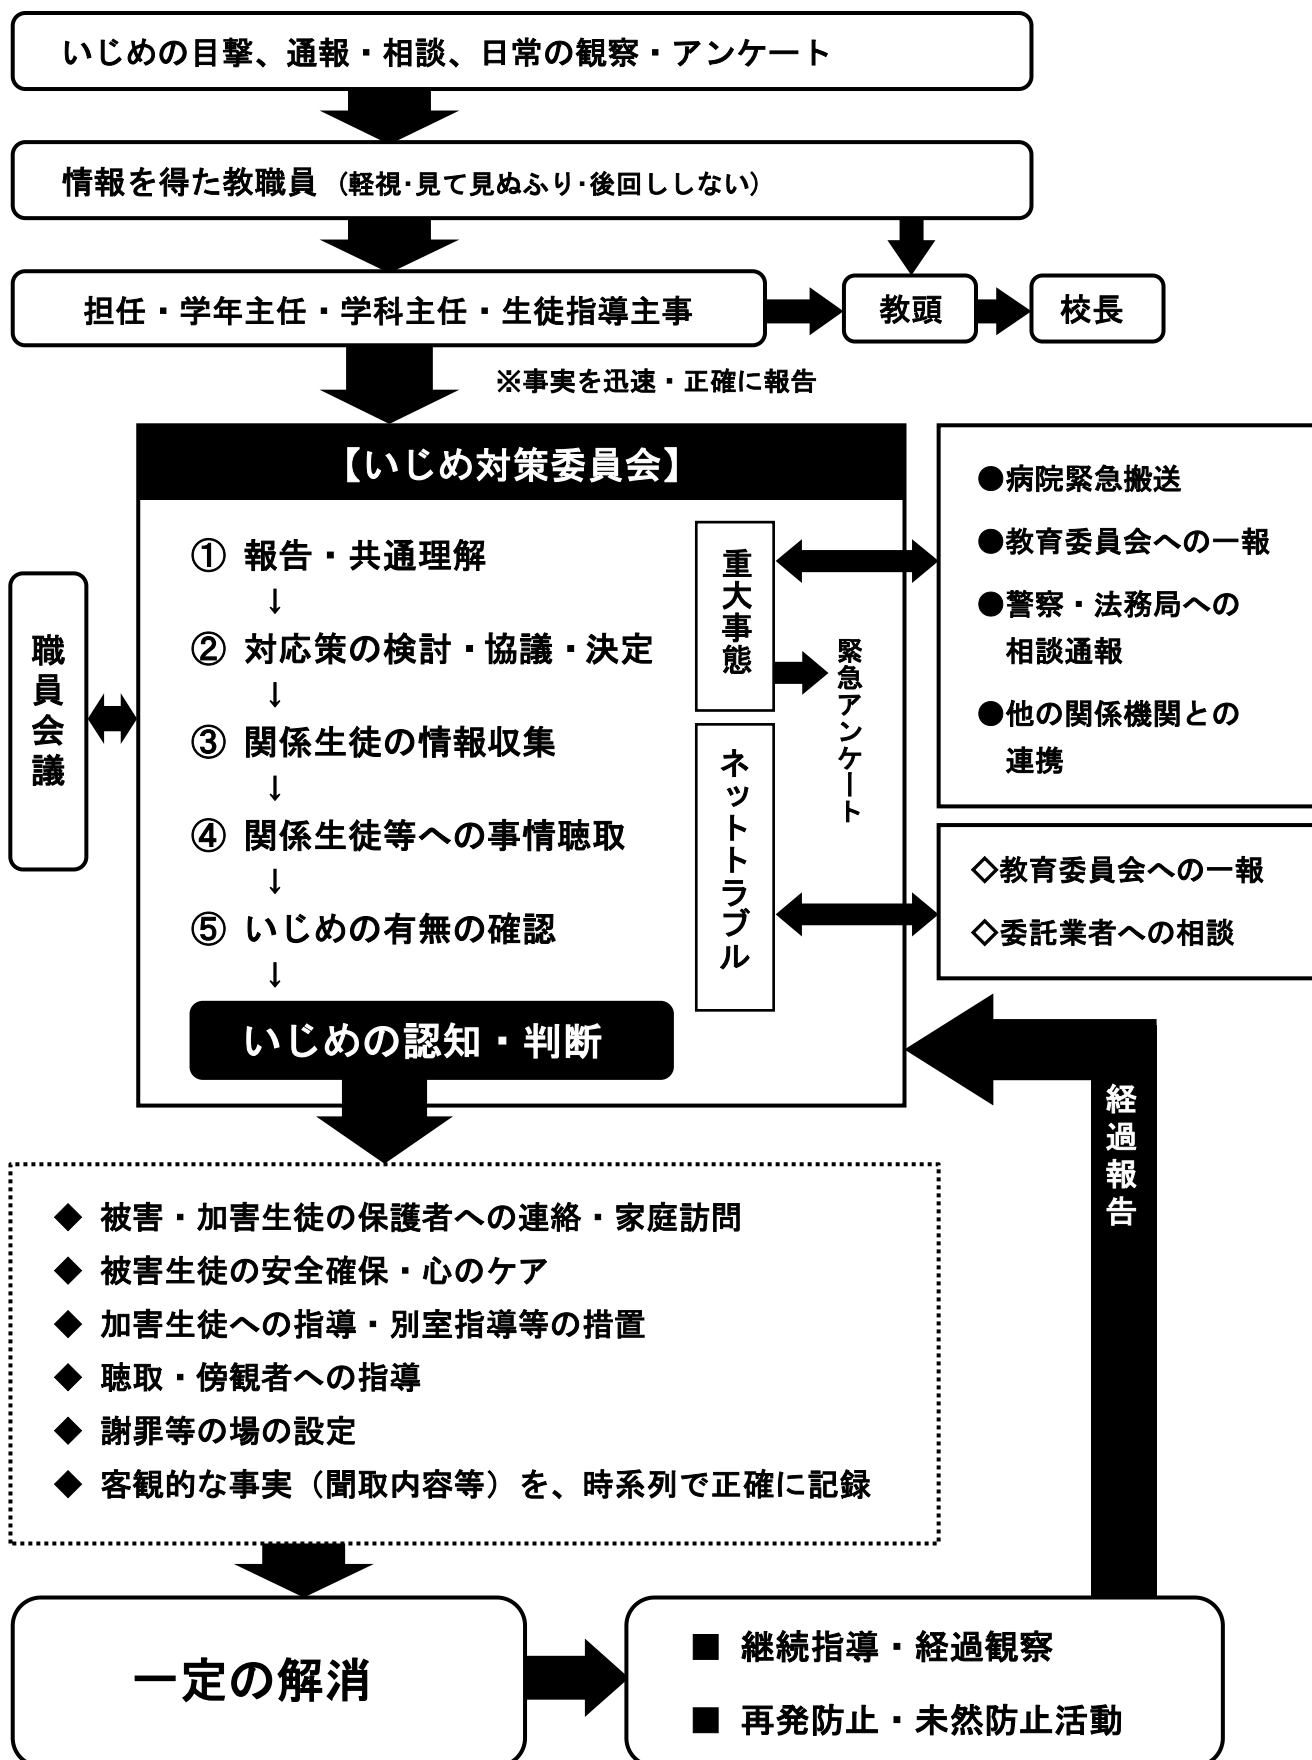 いじめの目撃、通報・相談、日常の観察・アンケート
情報を得た教職員（軽視・見て見ぬふり・後回ししない）
担任・学年主任・学科主任・生徒指導主事
教頭
校長
※事実を迅速・正確に報告
【いじめ対策委員会】
① 報告・共通理解
↓
② 対応策の検討・協議・決定
↓
③ 関係生徒の情報収集
↓
④ 関係生徒等への事情聴取
↓
⑤ いじめの有無の確認
↓
いじめの認知・判断
職員会議
重大事態
緊急アンケート
ネットトラブル
●病院緊急搬送
●教育委員会への一報
●警察・法務局への
相談通報
●他の関係機関との
連携
◇教育委員会への一報
◇委託業者への相談
経過報告
◆ 被害・加害生徒の保護者への連絡・家庭訪問
◆ 被害生徒の安全確保・心のケア
◆ 加害生徒への指導・別室指導等の措置
◆ 聴取・傍観者への指導
◆ 謝罪等の場の設定
◆ 客観的な事実（聞取内容等）を、時系列で正確に記録
一定の解消
■ 継続指導・経過観察
■ 再発防止・未然防止活動